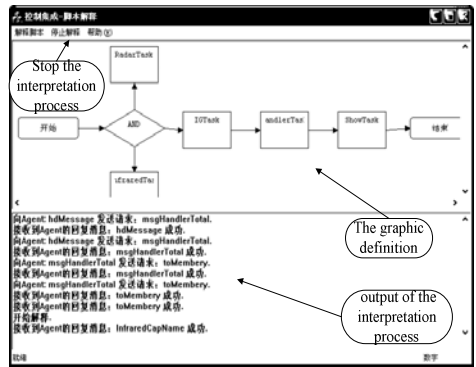 控制集成-脚本解释
解释脚本 停止解释 帮助(X)
Stop the
interpretation
process
RadarTask
开始
AND
IGTask
andlerTas
ShowTask
结束
nfraredTas
The graphic
definition
向Agent: hdMessage 发送请求: msgHandlerTotal.
接收到Agent的回复消息: hdMessage 成功.
向Agent: hdMessage 发送请求: msgHandlerTotal.
接收到Agent的回复消息: msgHandlerTotal 成功.
向Agent: msgHandlerTotal 发送请求: toMembery.
接收到Agent的回复消息: msgHandlerTotal 成功.
向Agent: msgHandlerTotal 发送请求: toMembery.
接收到Agent的回复消息: toMembery 成功.
接收到Agent的回复消息: toMembery 成功.
开始解释.
接收到Agent的回复消息: InfraredCapName 成功.
output of the
interpretation
process
就绪
数字